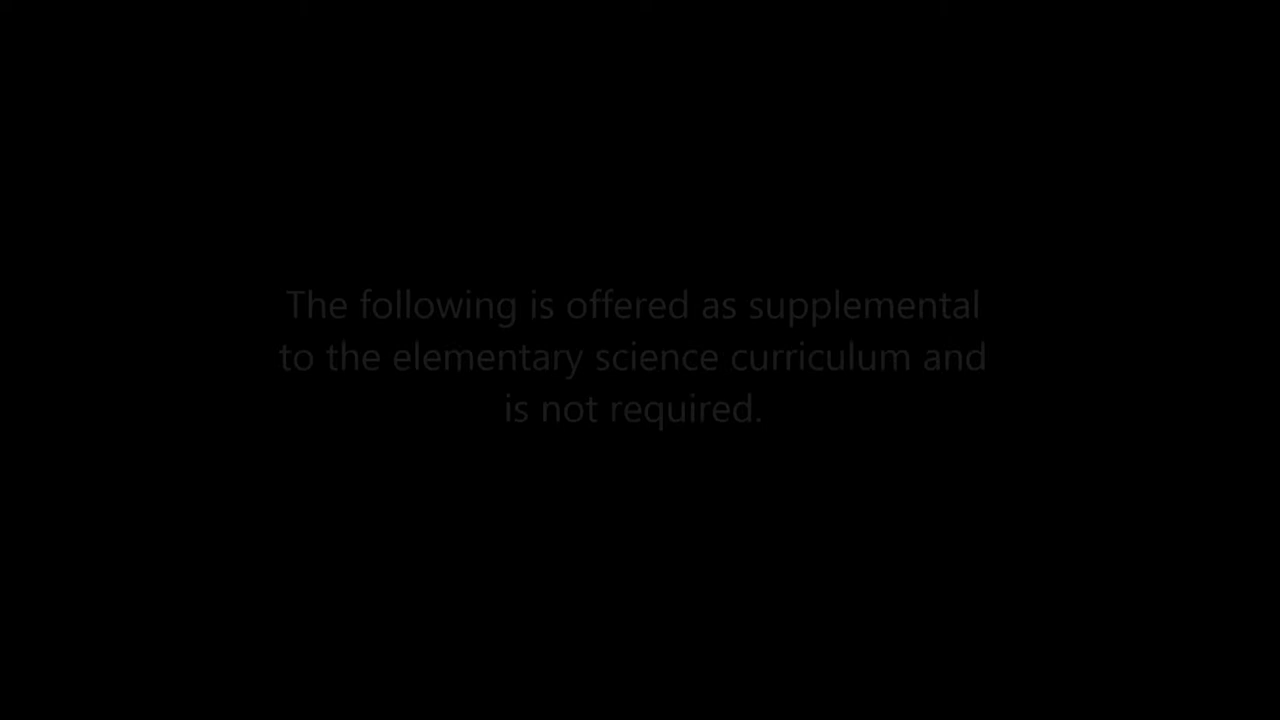 The following is offered as supplemental
to the elementary science curriculum and
is not required.